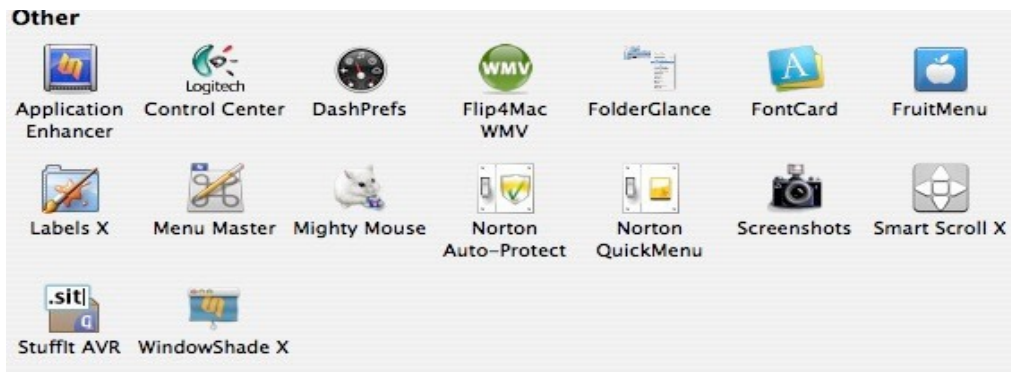 Other
WMV
A
Logitech
Application Control Center DashPrefs Flip4Mac FolderGlance FontCard FruitMenu
Enhancer WMV
Labels X Menu Master Mighty Mouse Norton Norton Screenshots Smart Scroll X
Auto-Protect QuickMenu
.sit
StuffIt AVR WindowShade X